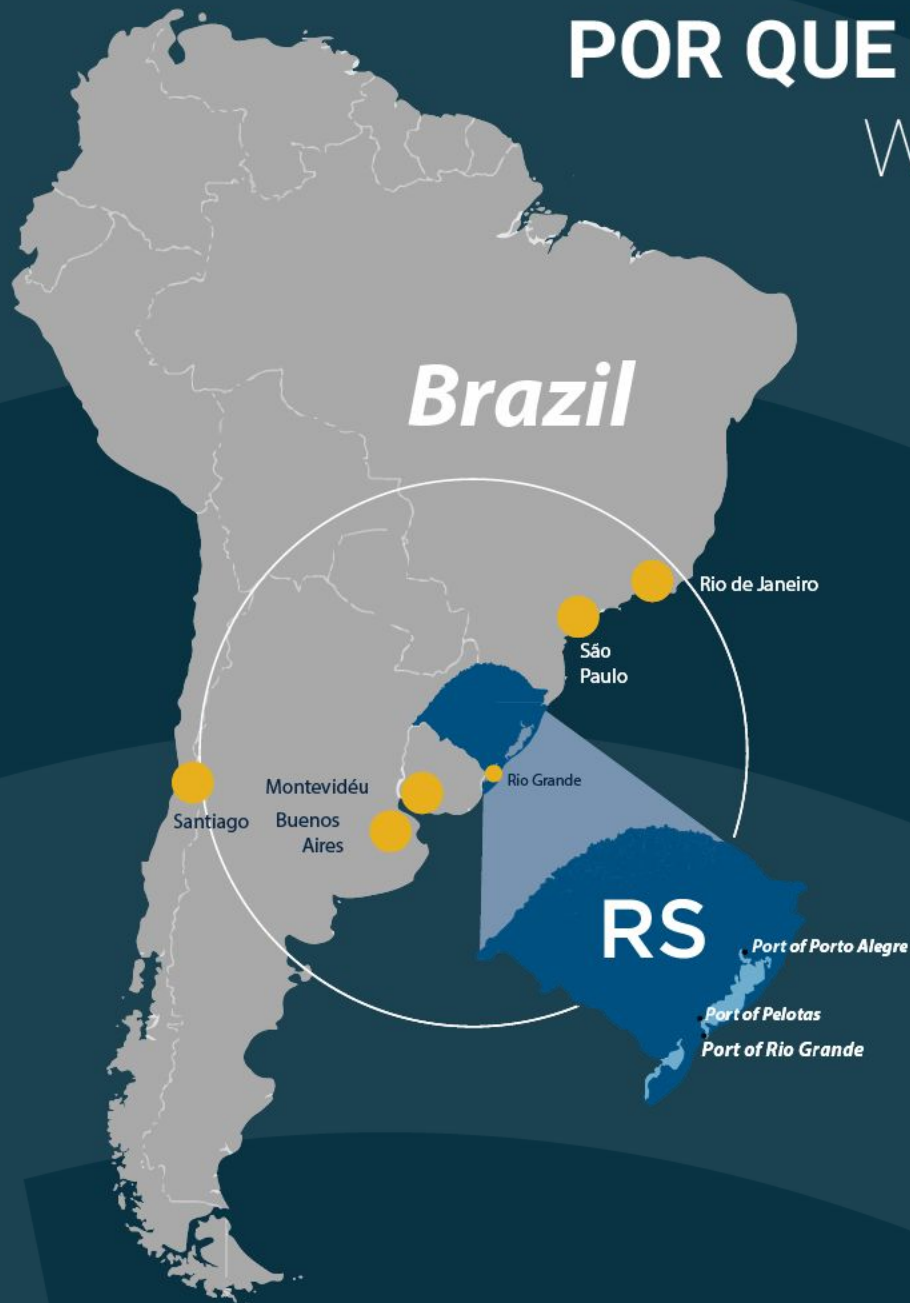 POR QUE
W
Brazil
Rio de Janeiro
São
Paulo
Rio Grande
Montevidéu
Santiago
Buenos
Aires
RS
Port of Porto Alegre
Port of Pelotas
Port of Rio Grande